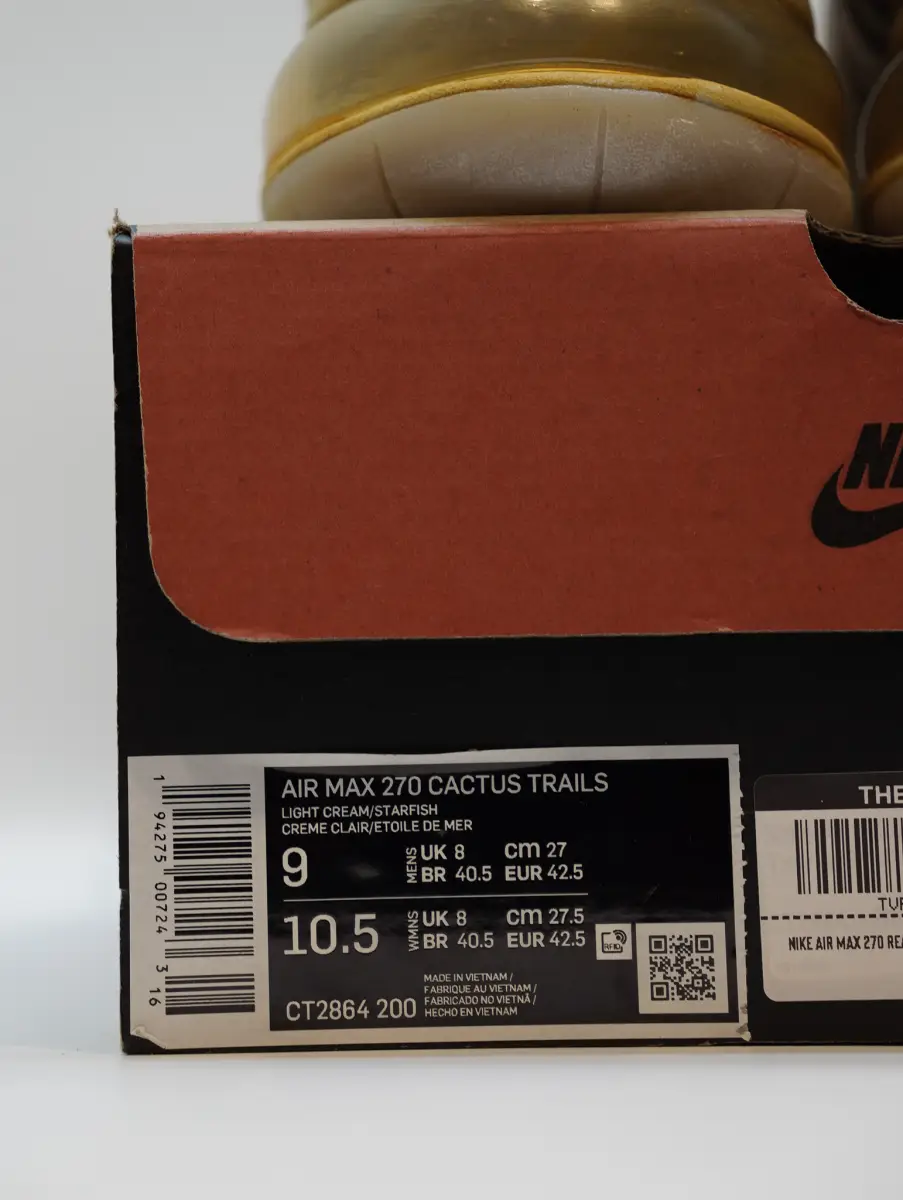 AIR MAX 270 CACTUS TRAILS
LIGHT CREAM/STARFISH
CREME CLAIR/ETOILE DE MER
9
MENS
UK 8 cm 27
BR 40.5 EUR 42.5
10.5
WMNS
UK 8 cm 27.5
BR 40.5 EUR 42.5
RFID
CT2864 200
MADE IN VIETNAM /
FABRIQUE AU VIETNAM /
FABRICADO NO VIETNÃ /
HECHO EN VIETNAM
1 94275 00724 3 16
THE
NIKE AIR MAX 270